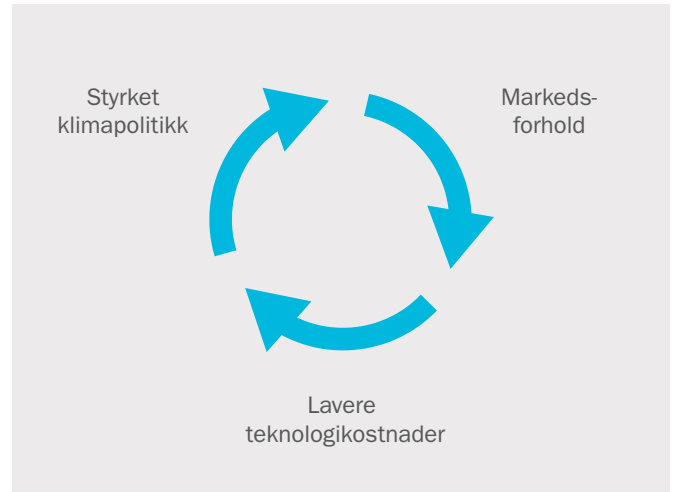 Styrket
klimapolitikk
Markeds-
forhold
Lavere
teknologikostnader